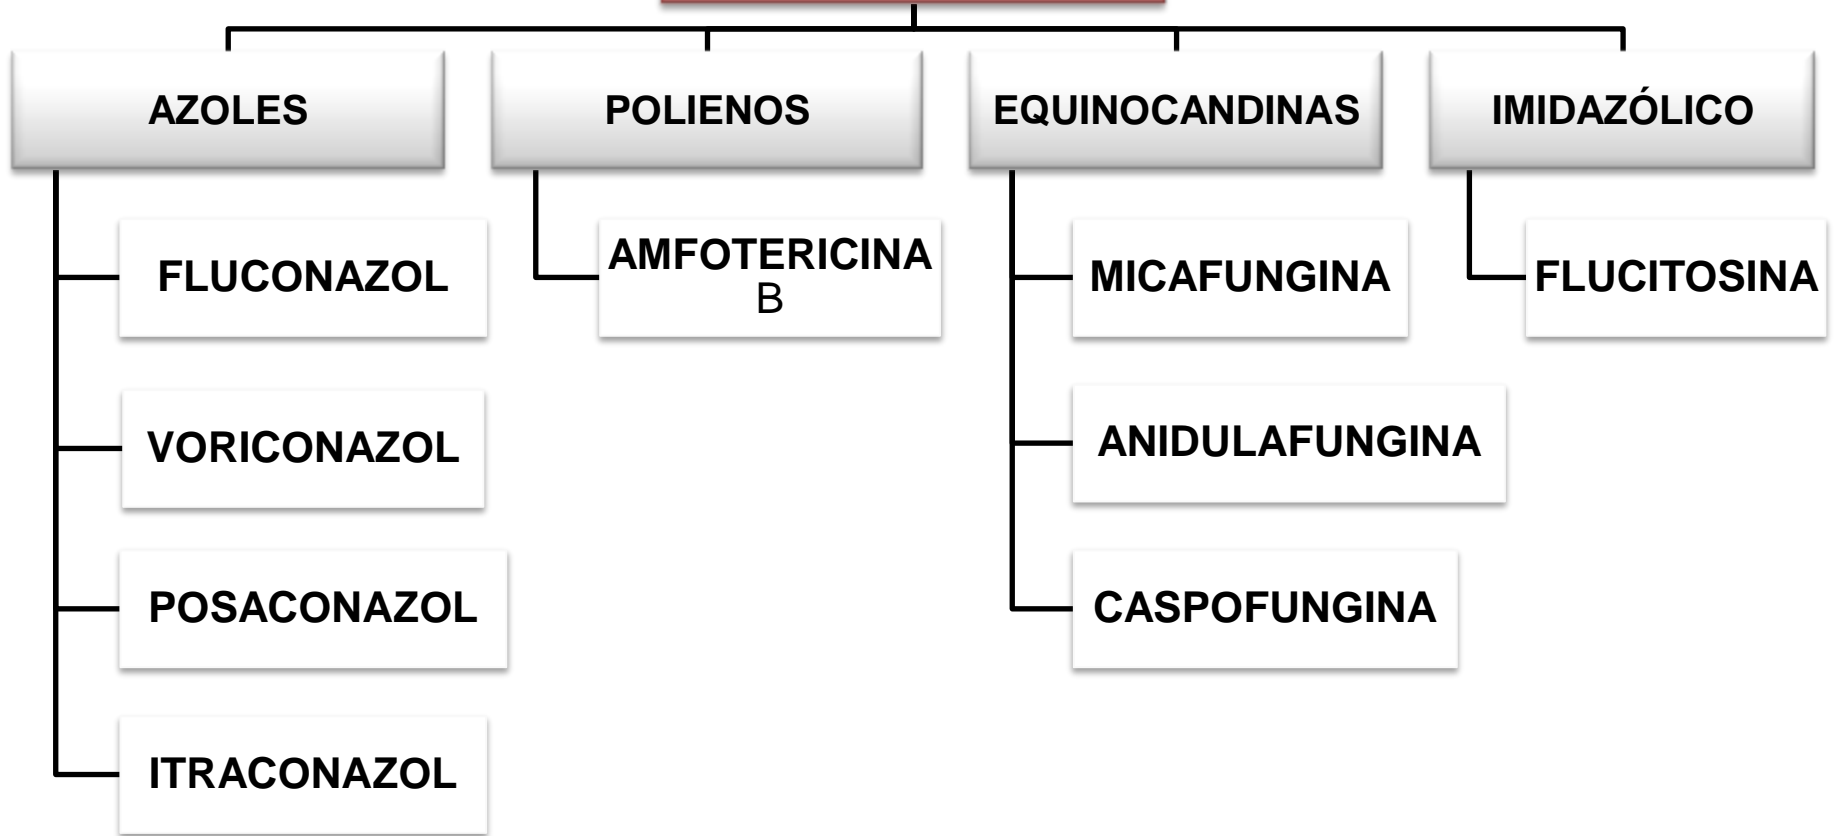 AZOLES
POLIENOS
EQUINOCANDINAS
IMIDAZÓLICO
FLUCONAZOL
VORICONAZOL
POSACONAZOL
ITRACONAZOL
AMFOTERICINA
B
MICAFUNGINA
ANIDULAFUNGINA
CASPOFUNGINA
FLUCITOSINA